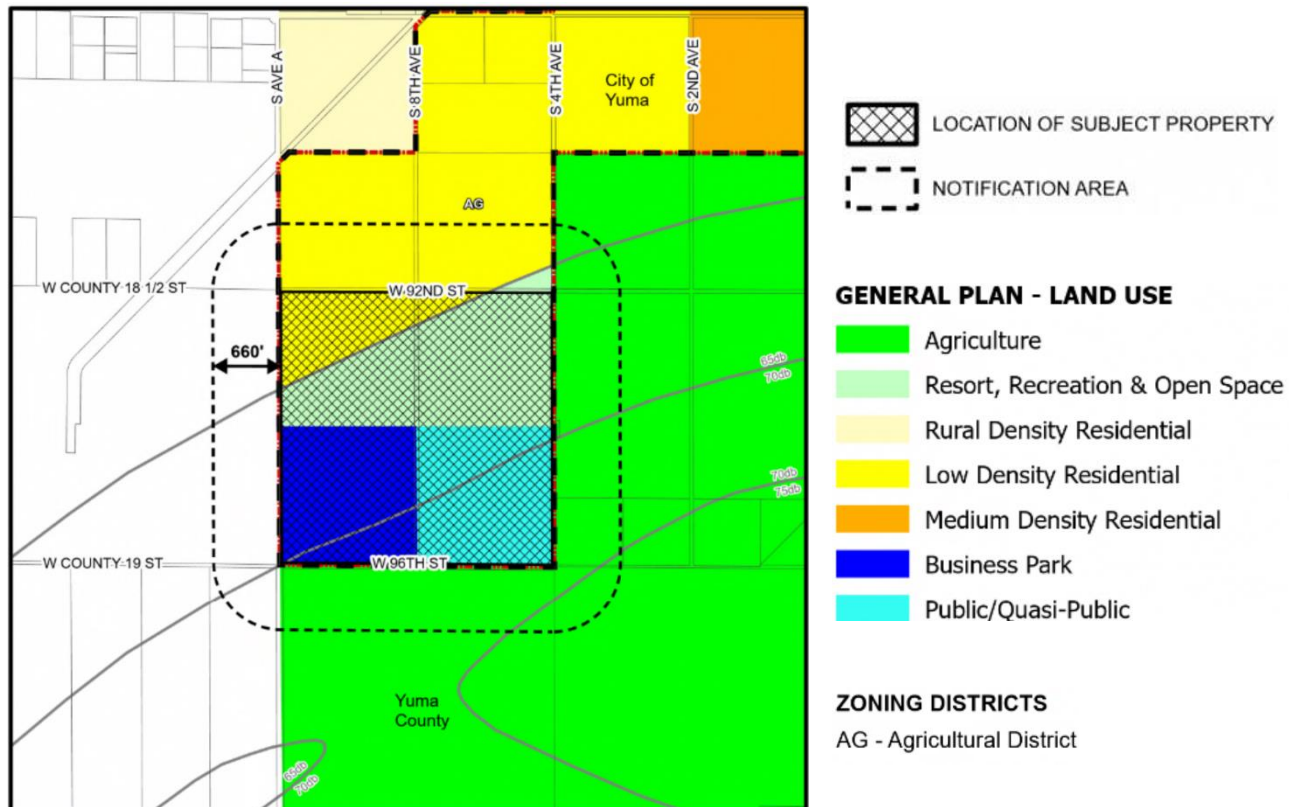 S AVE A
S 8TH AVE
S 4TH AVE
City of
Yuma
S 2ND AVE
AG
W COUNTY 18 1/2 ST
W 92ND ST
660'
65db
70db
70db
75db
W COUNTY 19 ST
W 96TH ST
Yuma
County
65db
70db
LOCATION OF SUBJECT PROPERTY
NOTIFICATION AREA
GENERAL PLAN - LAND USE
Agriculture
Resort, Recreation & Open Space
Rural Density Residential
Low Density Residential
Medium Density Residential
Business Park
Public/Quasi-Public
ZONING DISTRICTS
AG - Agricultural District